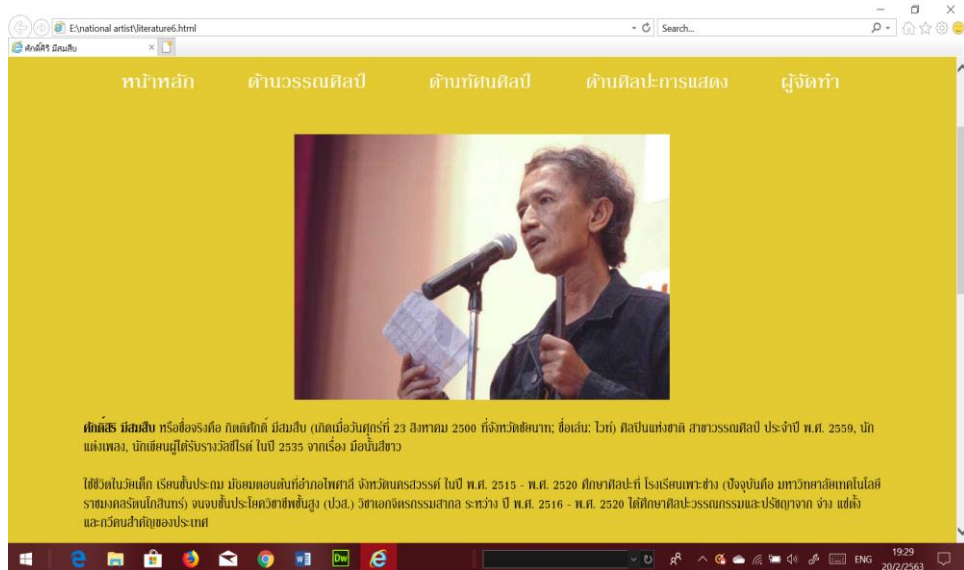 E:\national artist\literature6.html
Search...
ศักดิ์สิริ มีสมสืบ
หน้าหลัก ด้านวรรณศิลป์ ด้านทัศนศิลป์ ด้านศิลปะการแสดง ผู้จัดทำ
ศักดิ์สิริ มีสมสืบ หรือชื่อจริงคือ กิตติศักดิ์ มีสมสืบ (เกิดเมื่อวันศุกร์ที่ 23 สิงหาคม 2500 ที่จังหวัดชัยนาท; ชื่อเล่น: ไวท์) ศิลปินแห่งชาติ สาขาวรรณศิลป์ ประจำปี พ.ศ. 2559, นัก
แต่งเพลง, นักเขียนผู้ได้รับรางวัลซีไรต์ ในปี 2535 จากเรื่อง มือนั้นสีขาว
ใช้ชีวิตในวัยเด็ก เรียนชั้นประถม มัธยมตอนต้นที่อำเภอไพศาลี จังหวัดนครสวรรค์ ในปี พ.ศ. 2515 - พ.ศ. 2520 ศึกษาศิลปะที่ โรงเรียนเพาะช่าง (ปัจจุบันคือ มหาวิทยาลัยเทคโนโลยี
ราชมงคลรัตนโกสินทร์) จนจบชั้นประโยควิชาชีพชั้นสูง (ปวส.) วิชาเอกจิตรกรรมสากล ระหว่าง ปี พ.ศ. 2516 - พ.ศ. 2520 ได้ศึกษาศิลปะวรรณกรรมและปรัชญาจาก จ่าง แซ่ตั้ง
และกวีคนสำคัญของประเทศ
Dw
ENG
19:29
20/2/2563